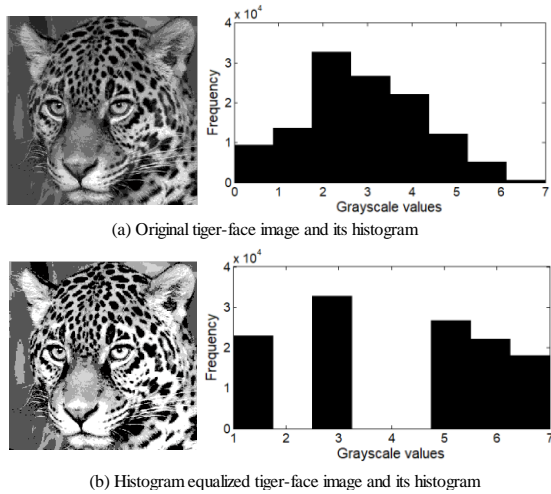 x 10⁴
4
3
2
1
0
Frequency
0 1 2 3 4 5 6 7
Grayscale values
(a) Original tiger-face image and its histogram
x 10⁴
4
3
2
1
0
Frequency
1 2 3 4 5 6 7
Grayscale values
(b) Histogram equalized tiger-face image and its histogram